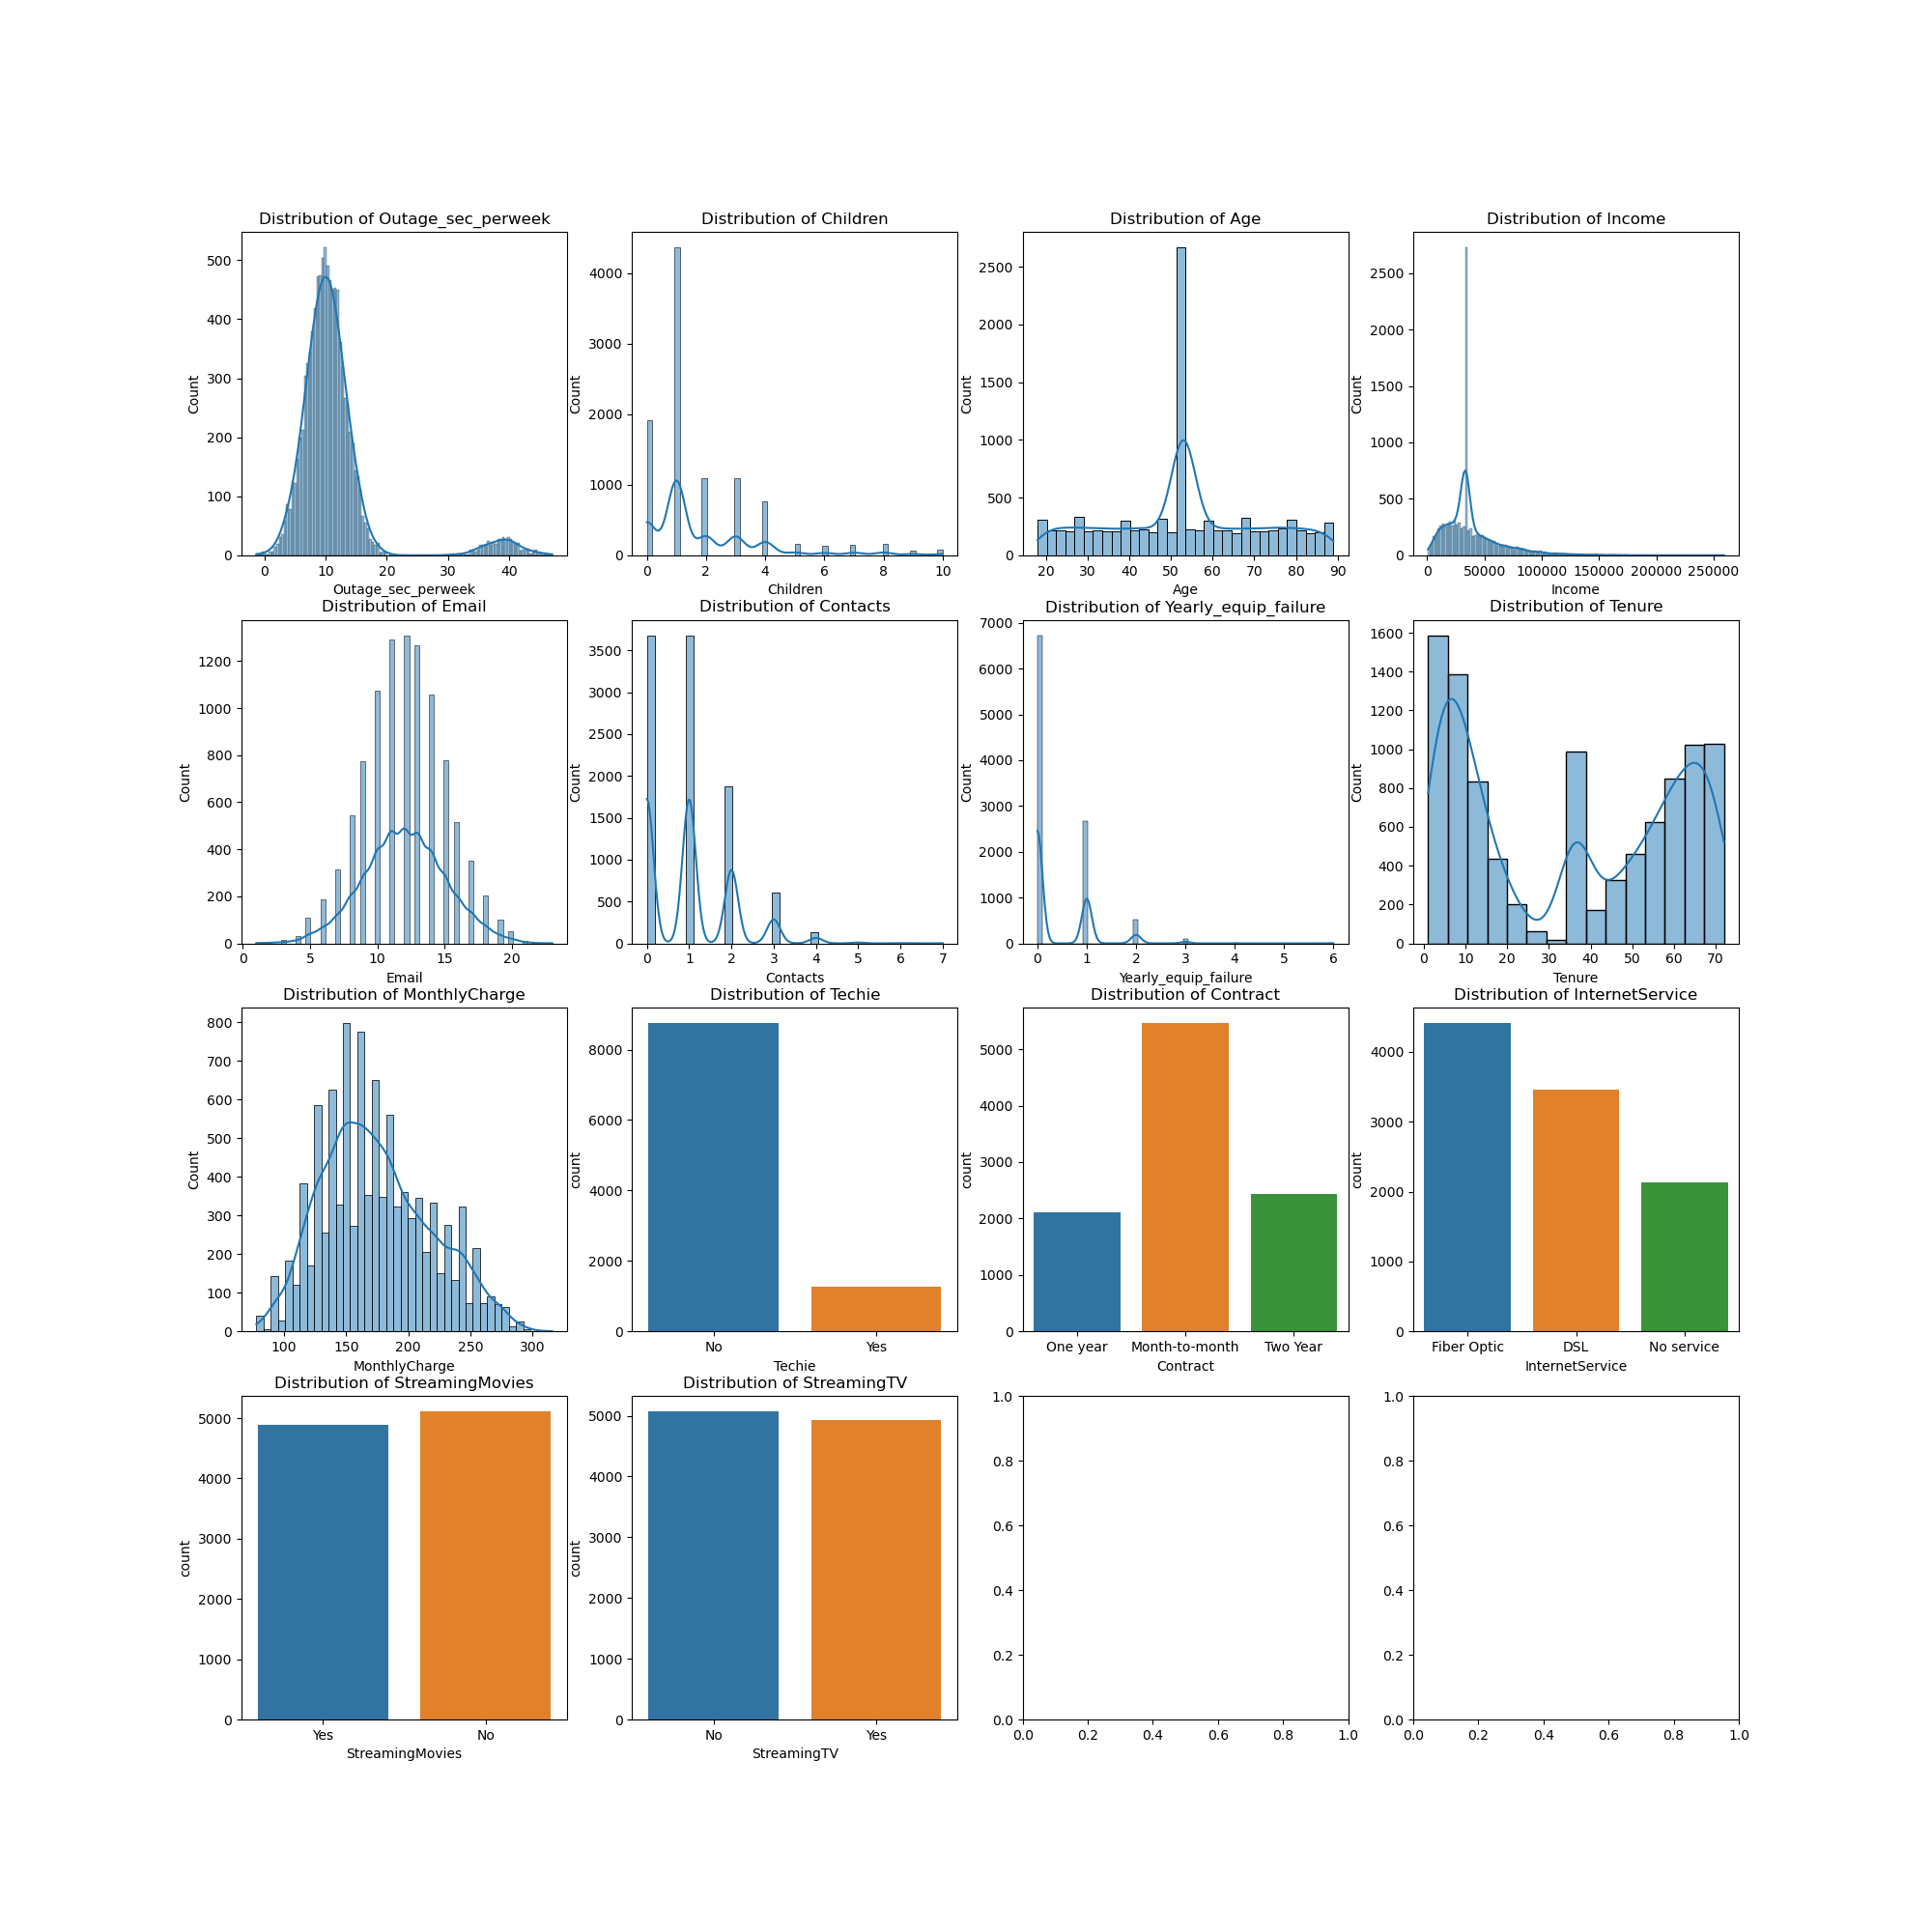 Distribution of Outage_sec_perweek
Distribution of Children
Distribution of Age
Distribution of Income
500
400
300
200
100
0
Count
0 10 20 30 40
Outage_sec_perweek
4000
3000
2000
1000
0
Count
0 2 4 6 8 10
Children
2500
2000
1500
1000
500
0
Count
20 30 40 50 60 70 80 90
Age
2500
2000
1500
1000
500
0
Count
0 50000 100000 150000 200000 250000
Income
Distribution of Email
Distribution of Contacts
Distribution of Yearly_equip_failure
Distribution of Tenure
1200
1000
800
600
400
200
0
Count
0 5 10 15 20
Email
3500
3000
2500
2000
1500
1000
500
0
Count
0 1 2 3 4 5 6 7
Contacts
7000
6000
5000
4000
3000
2000
1000
0
Count
0 1 2 3 4 5 6
Yearly_equip_failure
1600
1400
1200
1000
800
600
400
200
0
Count
0 10 20 30 40 50 60 70
Tenure
Distribution of MonthlyCharge
Distribution of Techie
Distribution of Contract
Distribution of InternetService
800
700
600
500
400
300
200
100
0
Count
100 150 200 250 300
MonthlyCharge
8000
6000
4000
2000
0
count
No Yes
Techie
5000
4000
3000
2000
1000
0
count
One year Month-to-month Two Year
Contract
4000
3000
2000
1000
0
count
Fiber Optic DSL No service
InternetService
Distribution of StreamingMovies
Distribution of StreamingTV
5000
4000
3000
2000
1000
0
count
Yes No
StreamingMovies
5000
4000
3000
2000
1000
0
count
No Yes
StreamingTV
1.0
0.8
0.6
0.4
0.2
0.0
0.0 0.2 0.4 0.6 0.8 1.0
1.0
0.8
0.6
0.4
0.2
0.0
0.0 0.2 0.4 0.6 0.8 1.0